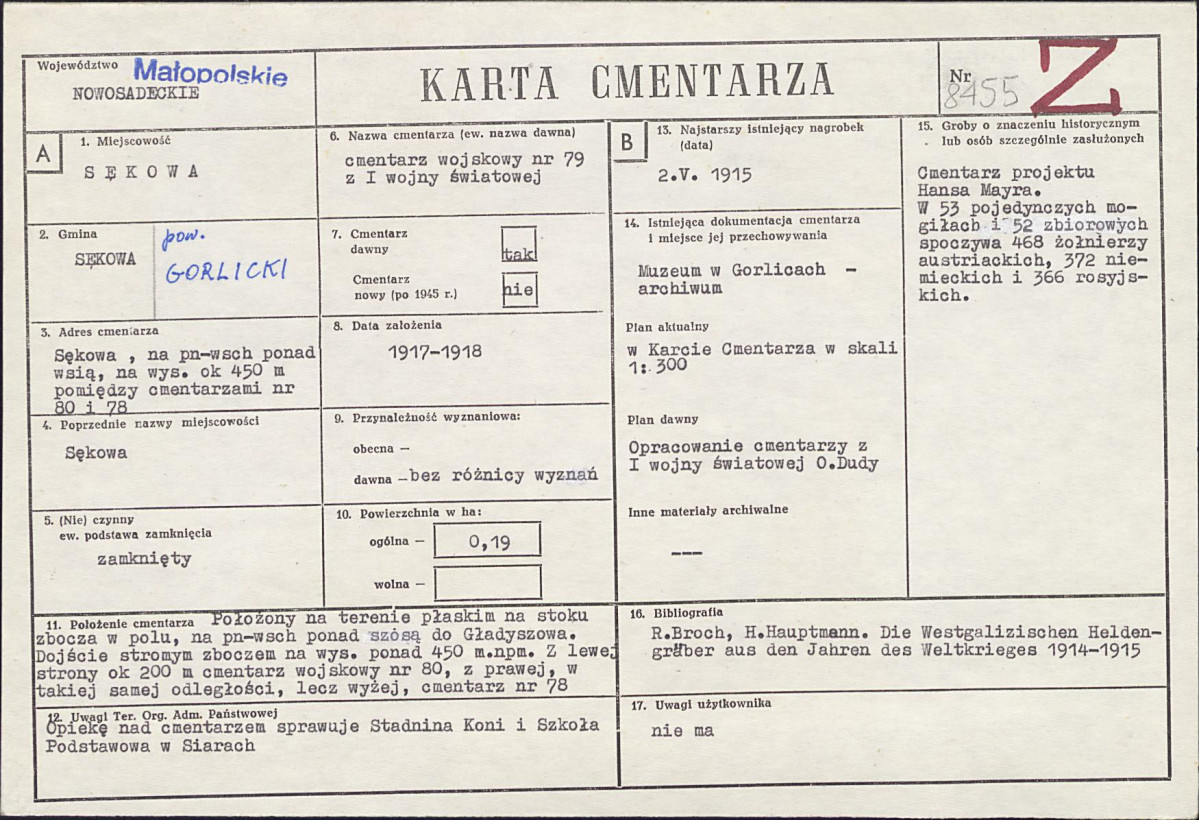 Województwo Małopolskie
NOWOSADECKIE
KARTA CMENTARZA
Nr
8455
Z
A
1. Miejscowość
SĘKOWA
2. Gmina
SĘKOWA
pow.
GORLICKI
3. Adres cmentarza
Sękowa , na pn-wsch ponad
wsią, na wys. ok 450 m
pomiędzy cmentarzami nr
80 i 78
4. Poprzednie nazwy miejscowości
Sękowa
5. (Nie) czynny
ew. podstawa zamknięcia
zamknięty
6. Nazwa cmentarza (ew. nazwa dawna)
cmentarz wojskowy nr 79
z I wojny światowej
7. Cmentarz
dawny
tak
Cmentarz
nowy (po 1945 r.)
nie
8. Data założenia
1917-1918
9. Przynależność wyznaniowa:
obecna —
dawna — bez różnicy wyznań
10. Powierzchnia w ha:
ogólna — 0,19
wolna —
11. Położenie cmentarza Położony na terenie płaskim na stoku
zbocza w polu, na pn-wsch ponad szosą do Gładyszowa.
Dojście stromym zboczem na wys. ponad 450 m.npm. Z lewej
strony ok 200 m cmentarz wojskowy nr 80, z prawej, w
takiej samej odległości, lecz wyżej, cmentarz nr 78
12. Uwagi Ter. Org. Adm. Państwowej
Opiekę nad cmentarzem sprawuje Stadnina Koni i Szkoła
Podstawowa w Siarach
B
13. Najstarszy istniejący nagrobek
(data)
2.V. 1915
14. Istniejąca dokumentacja cmentarza
i miejsce jej przechowywania
Muzeum w Gorlicach -
archiwum
Plan aktualny
w Karcie Cmentarza w skali
1:.300
Plan dawny
Opracowanie cmentarzy z
I wojny światowej O.Dudy
Inne materiały archiwalne
---
15. Groby o znaczeniu historycznym
lub osób szczególnie zasłużonych
Cmentarz projektu
Hansa Mayra.
W 53 pojedynczych mo-
giłach i 52 zbiorowych
spoczywa 468 żołnierzy
austriackich, 372 nie-
mieckich i 366 rosyjs-
kich.
16. Bibliografia
R.Broch, H.Hauptmann. Die Westgalizischen Helden-
gräber aus den Jahren des Weltkrieges 1914-1915
17. Uwagi użytkownika
nie ma